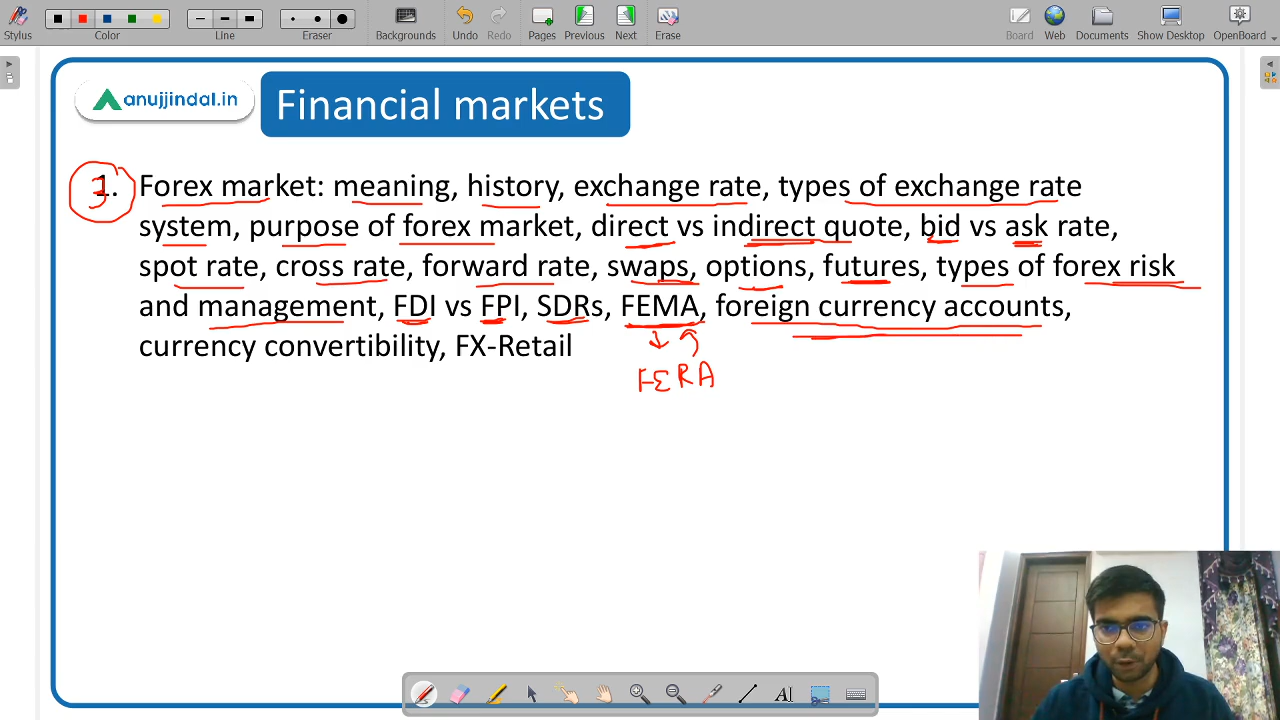 Stylus
Color
Line
Eraser
Backgrounds
Undo
Redo
Pages
Previous
Next
Erase
Board
Web
Documents
Show Desktop
OpenBoard
anujjindal.in
Financial markets
3
1. Forex market: meaning, history, exchange rate, types of exchange rate
system, purpose of forex market, direct vs indirect quote, bid vs ask rate,
spot rate, cross rate, forward rate, swaps, options, futures, types of forex risk
and management, FDI vs FPI, SDRs, FEMA, foreign currency accounts,
currency convertibility, FX-Retail
FERA
AI